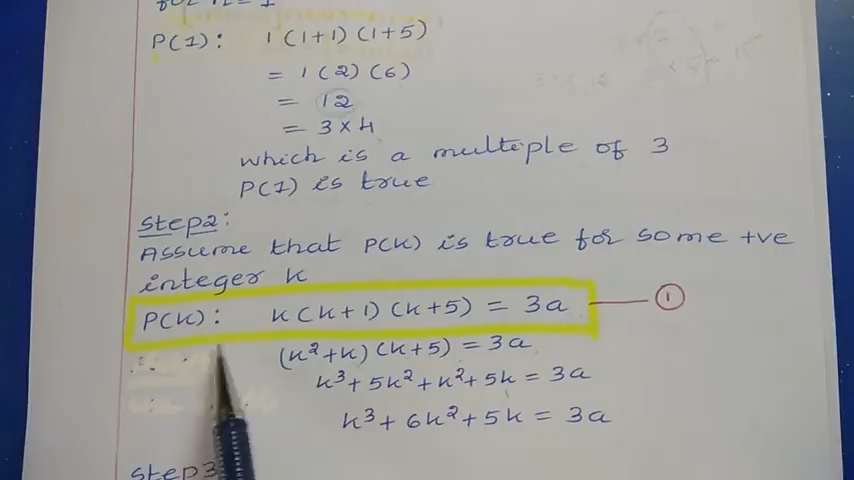 for n = 1
P(1): 1(1+1)(1+5)
= 1(2)(6)
= 12
= 3×4
which is a multiple of 3
P(1) is true
Step2:
Assume that P(k) is true for some +ve
integer k
P(k): k(k+1)(k+5) = 3a — ①
(k²+k)(k+5) = 3a
k³+5k²+k²+5k = 3a
k³+6k²+5k = 3a
Step3